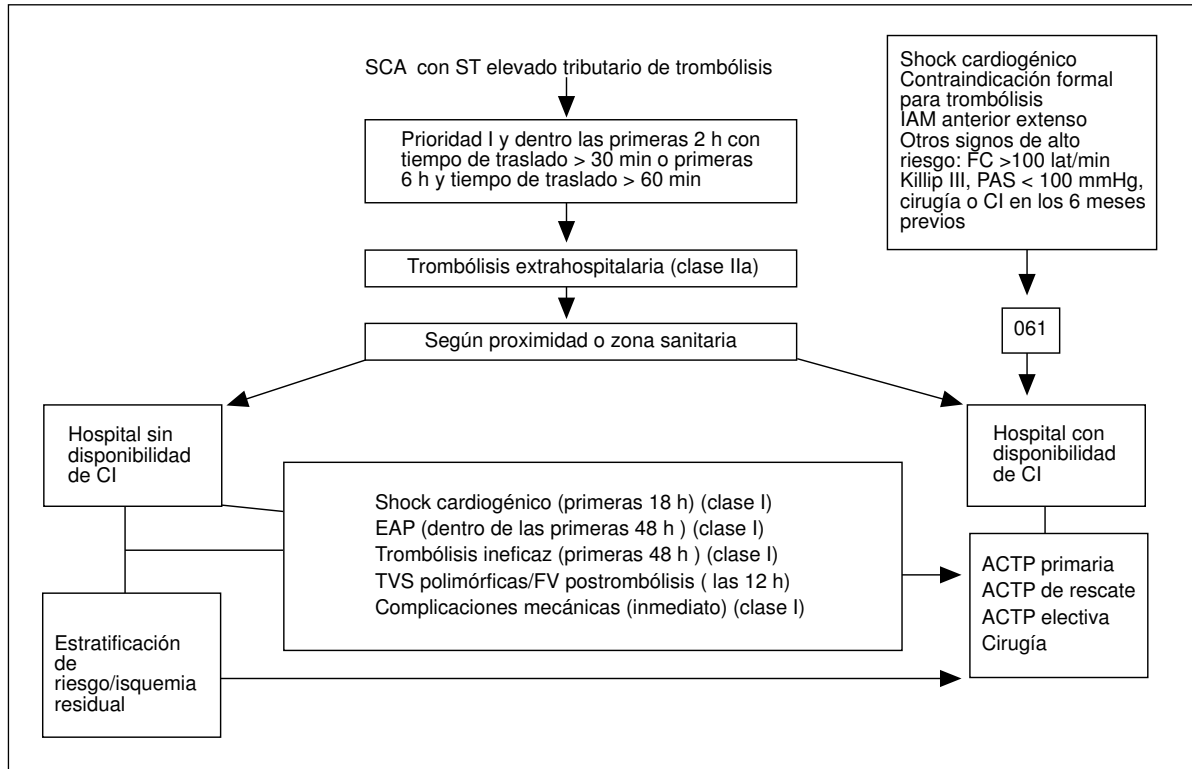 SCA con ST elevado tributario de trombólisis
Prioridad I y dentro las primeras 2 h con
tiempo de traslado > 30 min o primeras
6 h y tiempo de traslado > 60 min
Trombólisis extrahospitalaria (clase IIa)
Según proximidad o zona sanitaria
Shock cardiogénico
Contraindicación formal
para trombólisis
IAM anterior extenso
Otros signos de alto
riesgo: FC >100 lat/min
Killip III, PAS < 100 mmHg,
cirugía o CI en los 6 meses
previos
061
Hospital sin
disponibilidad
de CI
Hospital con
disponibilidad
de CI
Shock cardiogénico (primeras 18 h) (clase I)
EAP (dentro de las primeras 48 h ) (clase I)
Trombólisis ineficaz (primeras 48 h ) (clase I)
TVS polimórficas/FV postrombólisis ( las 12 h)
Complicaciones mecánicas (inmediato) (clase I)
ACTP primaria
ACTP de rescate
ACTP electiva
Cirugía
Estratificación
de
riesgo/isquemia
residual